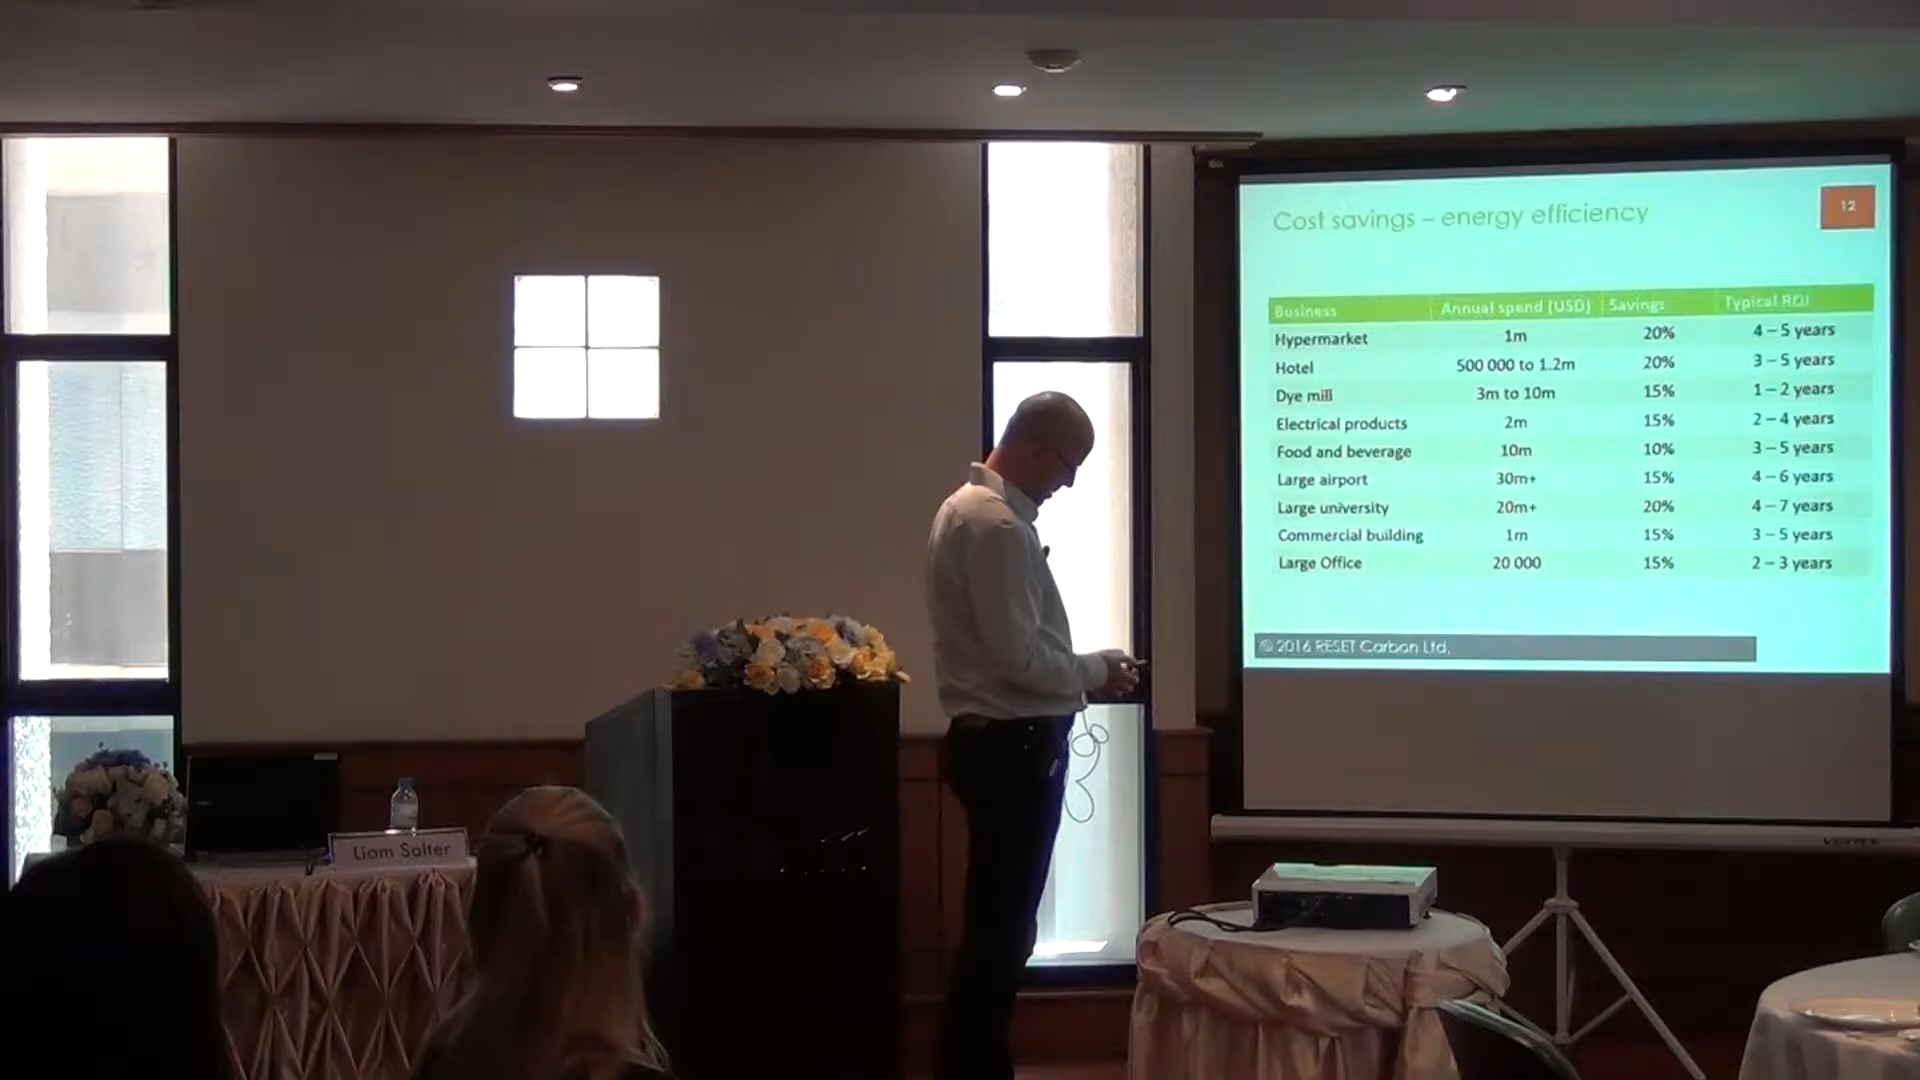 Cost savings – energy efficiency
12
Business Annual spend (USD) Savings Typical ROI
Hypermarket 1m 20% 4 – 5 years
Hotel 500 000 to 1.2m 20% 3 – 5 years
Dye mill 3m to 10m 15% 1 – 2 years
Electrical products 2m 15% 2 – 4 years
Food and beverage 10m 10% 3 – 5 years
Large airport 30m+ 15% 4 – 6 years
Large university 20m+ 20% 4 – 7 years
Commercial building 1m 15% 3 – 5 years
Large Office 20 000 15% 2 – 3 years
© 2016 RESET Carbon Ltd.
Liam Salter